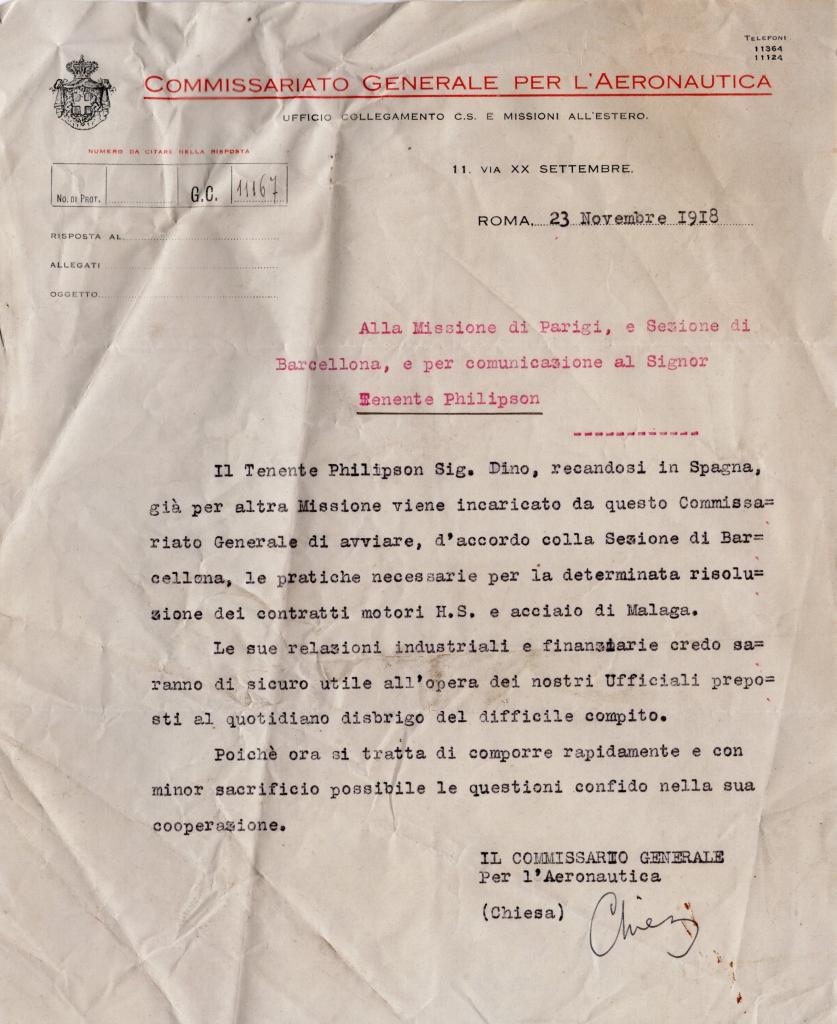 TELEFONI
11364
11124
COMMISSARIATO GENERALE PER L'AERONAUTICA
UFFICIO COLLEGAMENTO C.S. E MISSIONI ALL'ESTERO.
NUMERO DA CITARE NELLA RISPOSTA
No. DI PROT. G.C. 11167
11. VIA XX SETTEMBRE.
ROMA, 23 Novembre 1918
RISPOSTA AL
ALLEGATI
OGGETTO
Alla Missione di Parigi, e Sezione di
Barcellona, e per comunicazione al Signor
Tenente Philipson
Il Tenente Philipson Sig. Dino, recandosi in Spagna,
già per altra Missione viene incaricato da questo Commissa=
riato Generale di avviare, d'accordo colla Sezione di Bar=
cellona, le pratiche necessarie per la determinata risolu=
zione dei contratti motori H.S. e acciaio di Malaga.
Le sue relazioni industriali e finanziarie credo sa=
ranno di sicuro utile all'opera dei nostri Ufficiali prepo=
sti al quotidiano disbrigo del difficile compito.
Poichè ora si tratta di comporre rapidamente e con
minor sacrificio possibile le questioni confido nella sua
cooperazione.
IL COMMISSARIO GENERALE
Per l'Aeronautica
(Chiesa) Chiesa